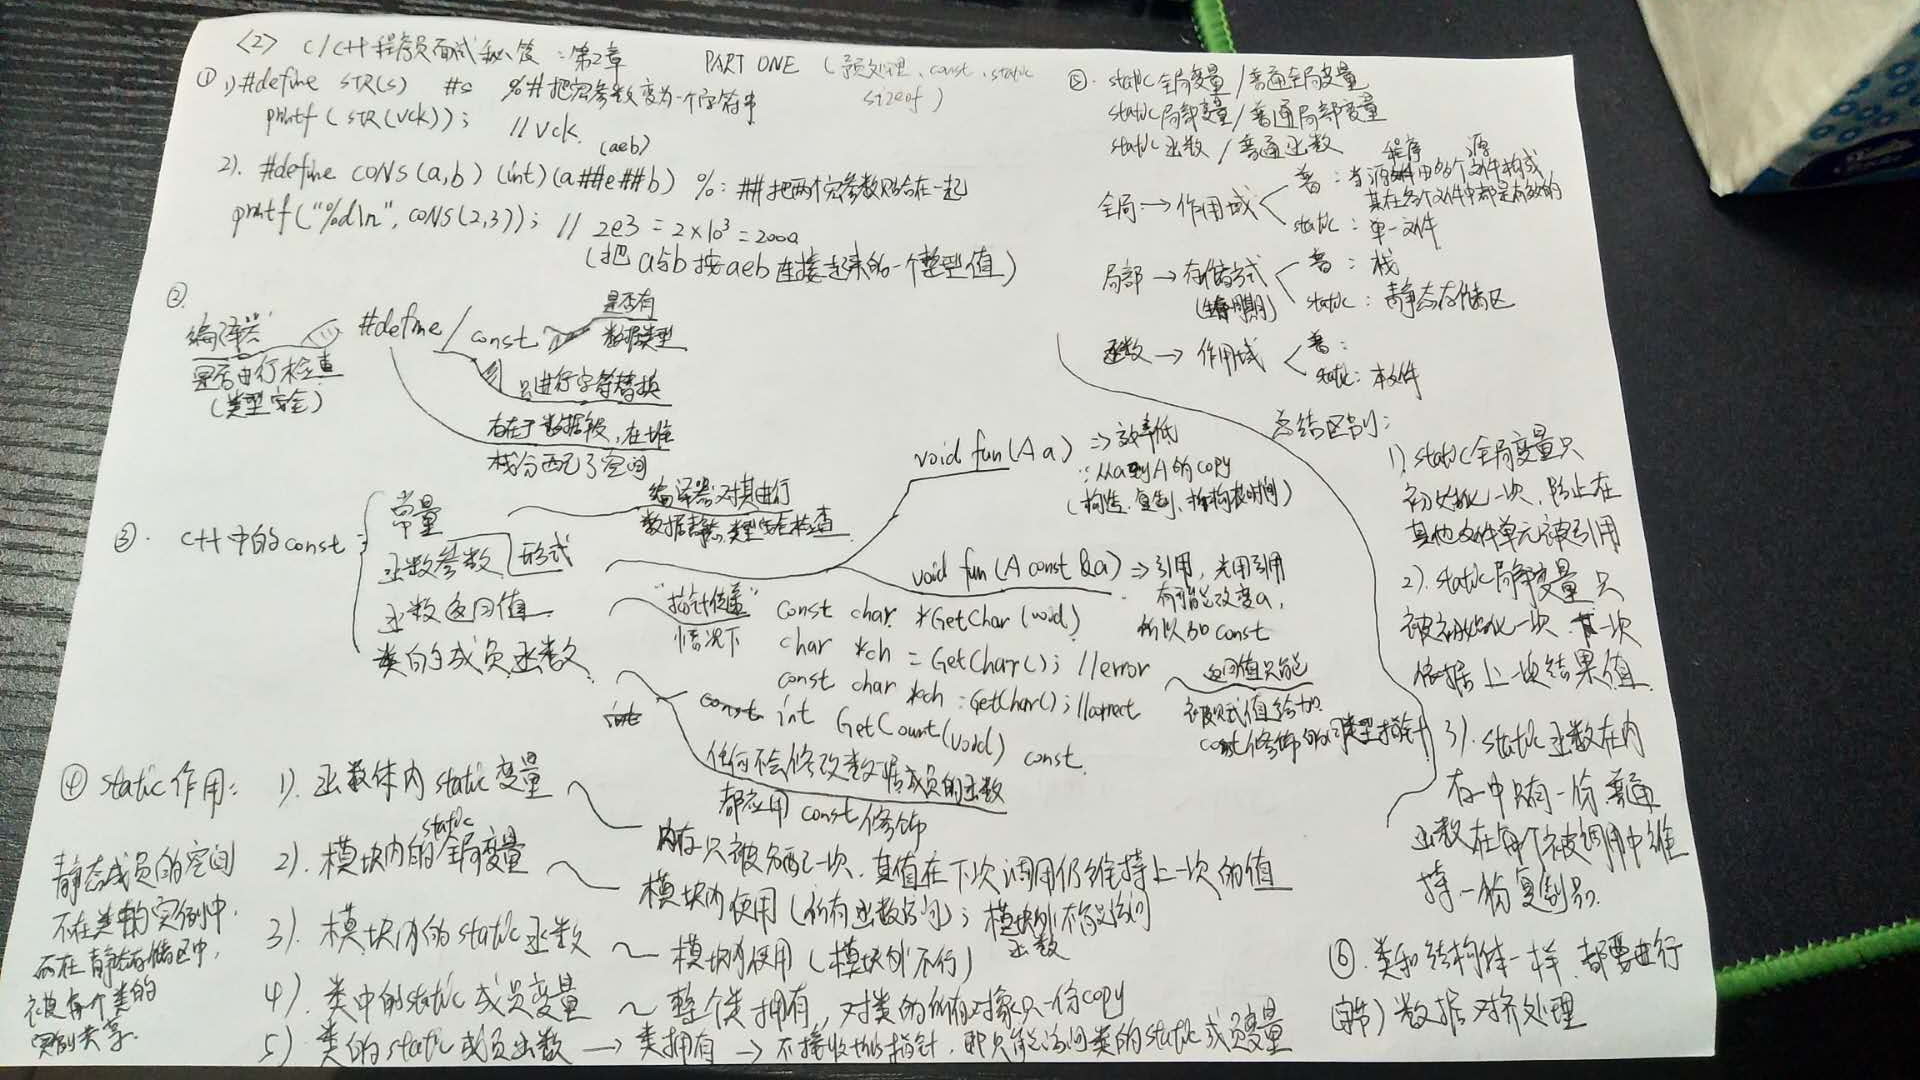 <2> C/C++程序员面试秘笈：第2章
PART ONE （预处理、const、static
sizeof）
① 1) #define STR(s) #s %#把宏参数变为一个字符串
printf(STR(vck)); //vck.
(aeb)
2). #define CONS(a,b) (int)(a##e##b) %: ##把两个宏参数贴合在一起
printf("%d\n", CONS(2,3)); // 2e3 = 2×10³ = 2000
（把a与b按aeb连接起来的一个整型值）
②.
编译器
是否进行检查
（类型安全）
#define / const
是否有
数据类型
只进行字符替换
存在于数据段，在堆
栈分配了空间
③. C++中的const
常量
函数参数 形式
函数返回值
类的成员函数
编译器对其进行
数据静态类型安全检查
void fun(A a) => 效率低
∵从a到A的copy
（构造、复制、析构花时间）
void fun(A const &a) => 引用，光用引用
有可能改变a,
所以加const
"指针传递"
情况下
const char *GetChar(void)
char *ch = GetChar(); //error
const char *ch = GetChar(); //correct
返回值只能
被赋值给加
const修饰的同类型指针
int
const int GetCount(void) const.
任何不会修改数据成员的函数
都应用const修饰
④ static作用：
1). 函数体内static变量
内存只被分配一次，其值在下次调用仍维持上一次的值
2). 模块内的static全局变量
模块内使用（所有函数访问）；模块外不能访问
函数
3). 模块内的static函数 ~ 模块内使用（模块外不行）
4). 类中的static成员变量 ~ 整个类拥有，对类的所有对象只一份copy
5). 类的static成员函数 → 类拥有 → 不接收this指针，即只能访问类的static成员变量
静态成员的空间
不在类的实例中，
而在静态存储区中，
被每个类的
实例共享.
⑤. static全局变量/普通全局变量
static局部变量/普通局部变量
static函数/普通函数
程序 源
全局→作用域
普：当源程序由多个源文件构成
其在各个文件中都是有效的
static：单一文件
局部→存储方式
（生存周期）
普：栈
static：静态存储区
函数→作用域
普：
static: 本文件
总结区别：
1). static全局变量只
初始化一次，防止在
其他文件单元被引用
2). static局部变量只
被初始化一次，下一次
依据上一次结果值
3). static函数在内
存中只有一份，普通
函数在每个被调用中维
持一份复制品.
⑥. 类和结构体一样，都要进行
（字节）数据对齐处理